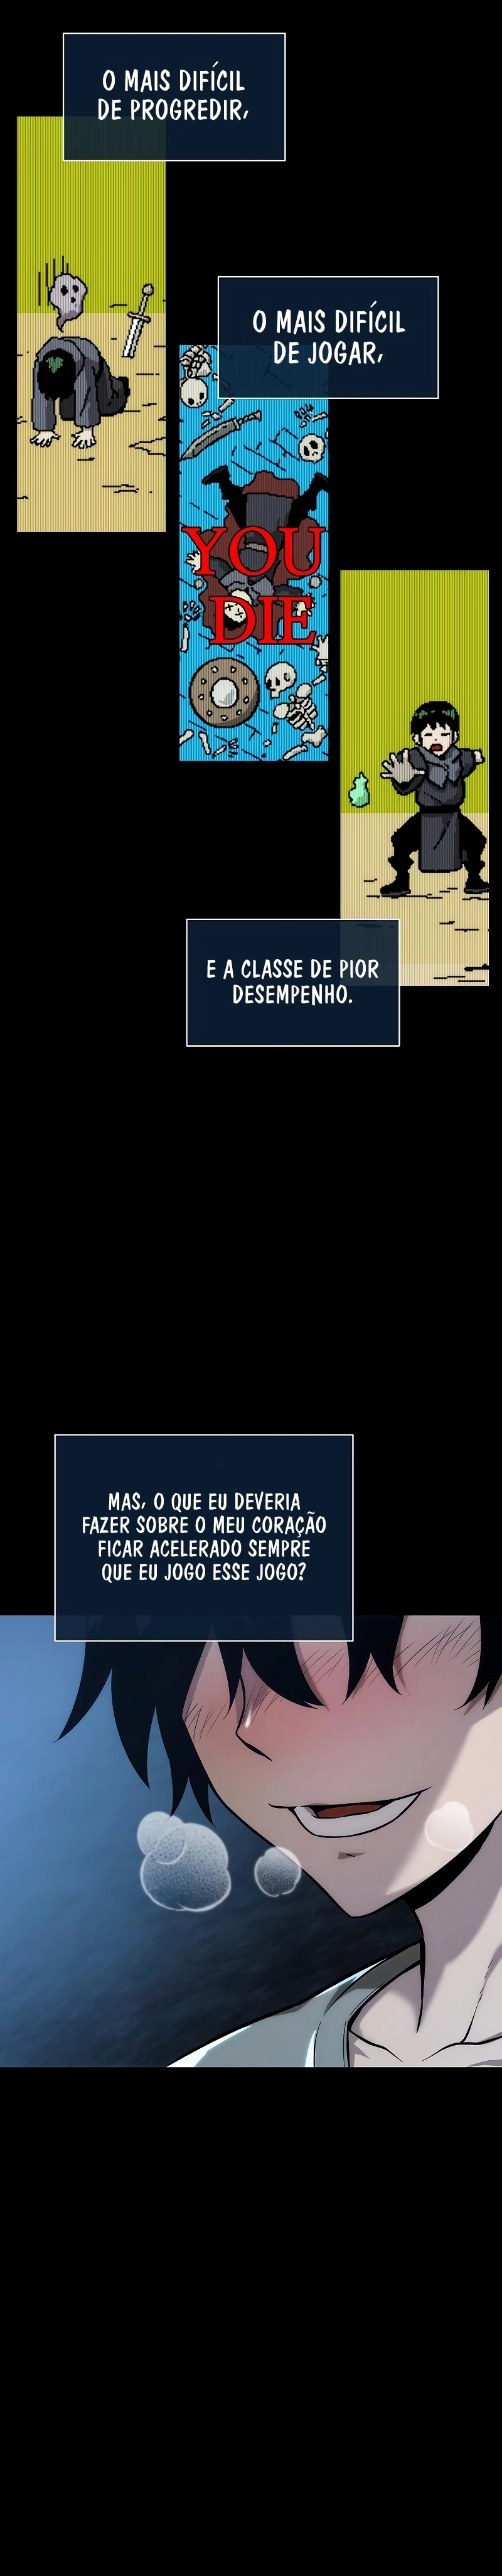 O MAIS DIFÍCIL
DE PROGREDIR,
O MAIS DIFÍCIL
DE JOGAR,
YOU
DIE
E A CLASSE DE PIOR
DESEMPENHO.
MAS, O QUE EU DEVERIA
FAZER SOBRE O MEU CORAÇÃO
FICAR ACELERADO SEMPRE
QUE EU JOGO ESSE JOGO?